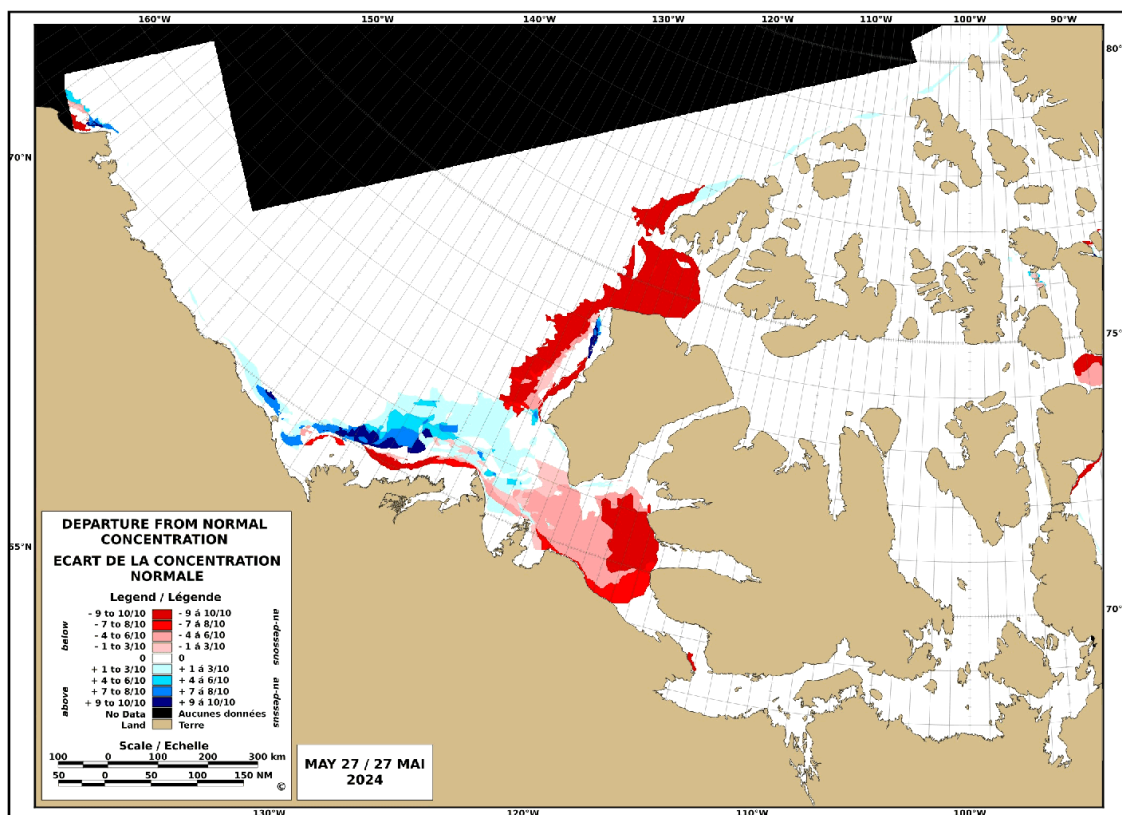 160°W 150°W 140°W 130°W 120°W 110°W 100°W 90°W
80°
70°N
75°
55°N
70°
DEPARTURE FROM NORMAL
CONCENTRATION
ECART DE LA CONCENTRATION
NORMALE
Legend / Légende
below
- 9 to 10/10 - 9 á 10/10
- 7 to 8/10 - 7 á 8/10
- 4 to 6/10 - 4 á 6/10
- 1 to 3/10 - 1 á 3/10
au-dessous
0 0
above
+ 1 to 3/10 + 1 á 3/10
+ 4 to 6/10 + 4 á 6/10
+ 7 to 8/10 + 7 á 8/10
+ 9 to 10/10 + 9 á 10/10
au-dessus
No Data Aucunes données
Land Terre
Scale / Echelle
100 0 100 200 300 km
50 0 50 100 150 NM
©
MAY 27 / 27 MAI
2024
130°W 120°W 110°W 100°W